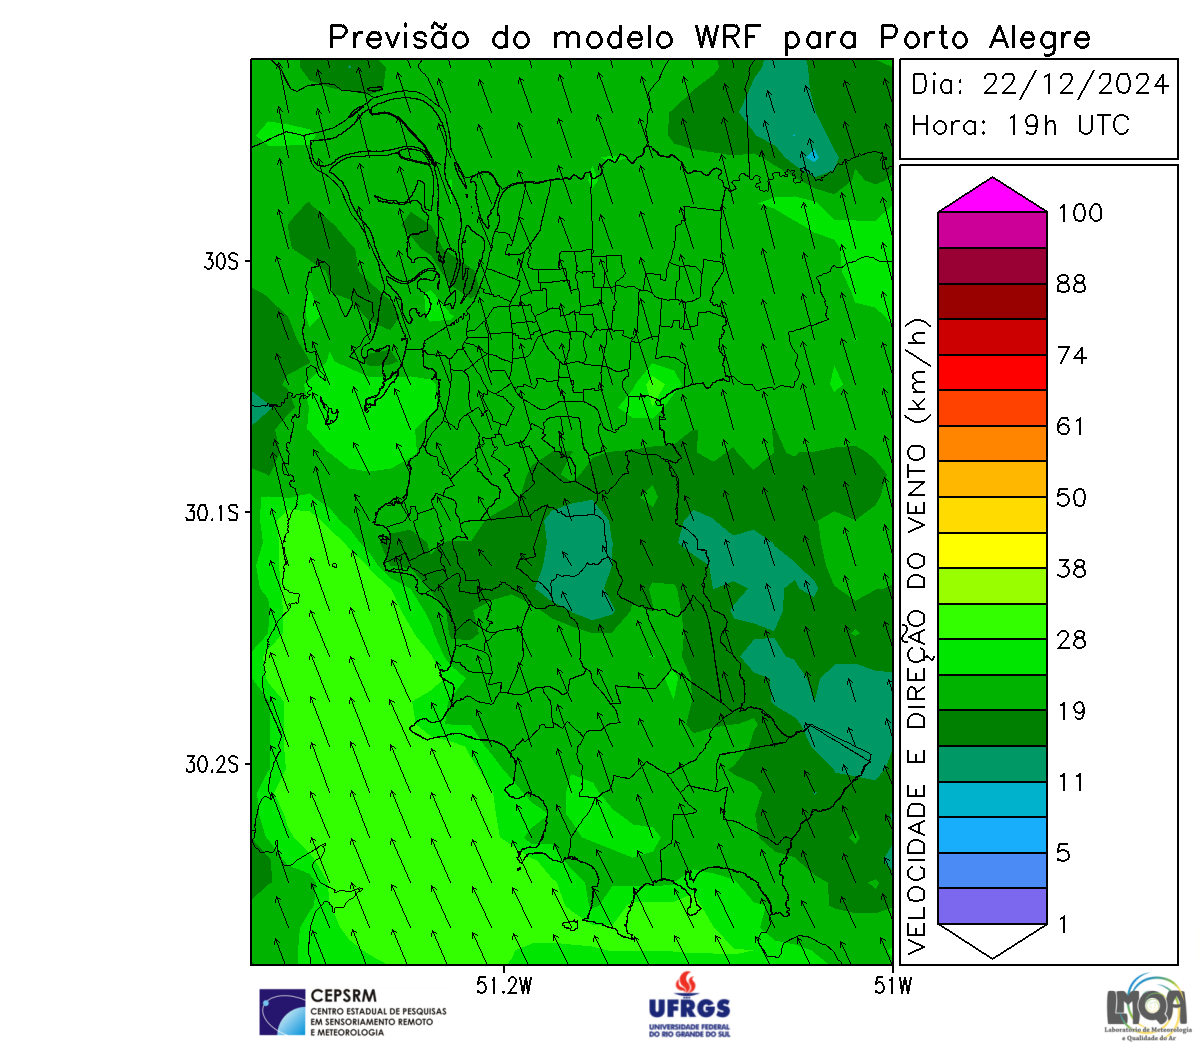 Previsão do modelo WRF para Porto Alegre
Dia: 22/12/2024
Hora: 19h UTC
30S
30.1S
30.2S
51.2W
51W
VELOCIDADE E DIREÇÃO DO VENTO (km/h)
100
88
74
61
50
38
28
19
11
5
1
CEPSRM
CENTRO ESTADUAL DE PESQUISAS
EM SENSORIAMENTO REMOTO
E METEOROLOGIA
UFRGS
UNIVERSIDADE FEDERAL
DO RIO GRANDE DO SUL
LMQA
Laboratório de Meteorologia
e Qualidade do Ar